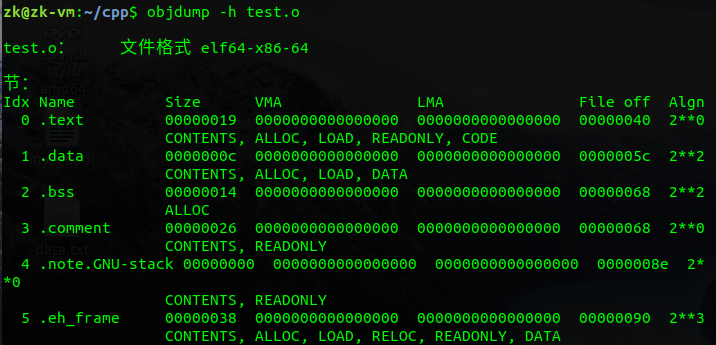 zk@zk-vm:~/cpp$ objdump -h test.o
test.o：     文件格式 elf64-x86-64
节：
Idx Name          Size      VMA               LMA               File off  Algn
  0 .text         00000019  0000000000000000  0000000000000000  00000040  2**0
                  CONTENTS, ALLOC, LOAD, READONLY, CODE
  1 .data         0000000c  0000000000000000  0000000000000000  0000005c  2**2
                  CONTENTS, ALLOC, LOAD, DATA
  2 .bss          00000014  0000000000000000  0000000000000000  00000068  2**2
                  ALLOC
  3 .comment      00000026  0000000000000000  0000000000000000  00000068  2**0
                  CONTENTS, READONLY
  4 .note.GNU-stack 00000000  0000000000000000  0000000000000000  0000008e  2*
*0
                  CONTENTS, READONLY
  5 .eh_frame     00000038  0000000000000000  0000000000000000  00000090  2**3
                  CONTENTS, ALLOC, LOAD, RELOC, READONLY, DATA